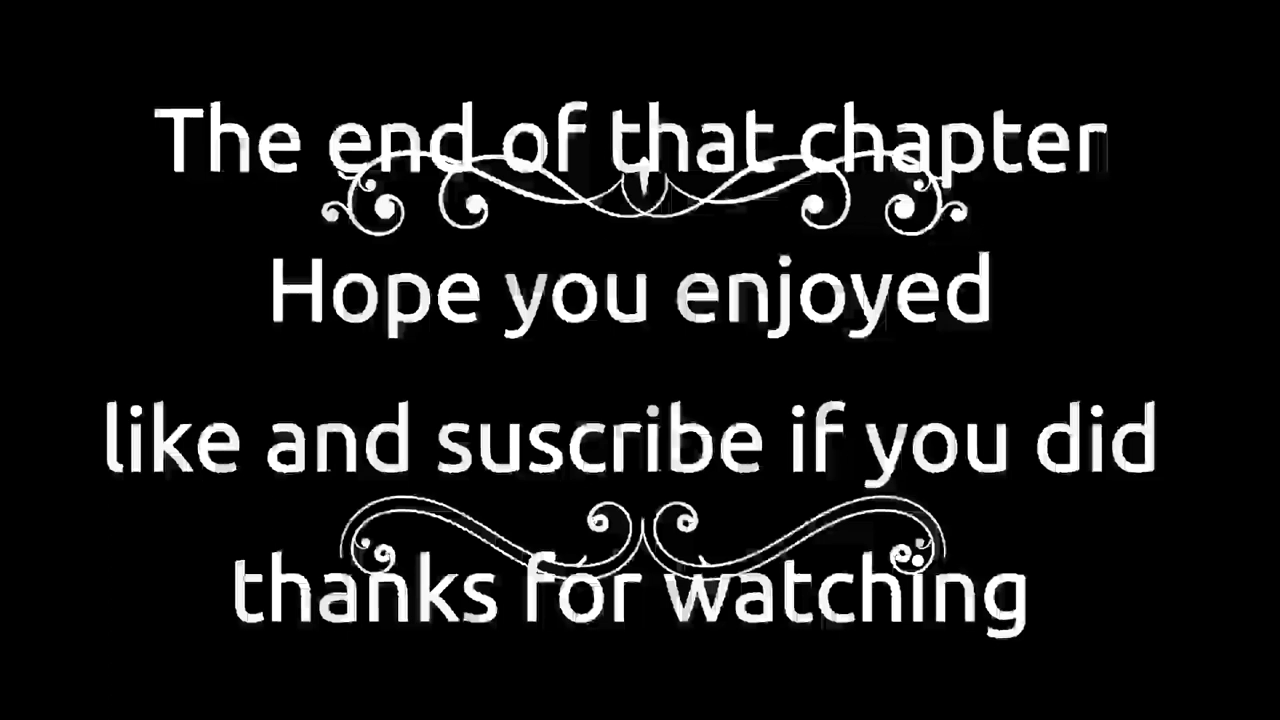 The end of that chapter
Hope you enjoyed
like and suscribe if you did
thanks for watching